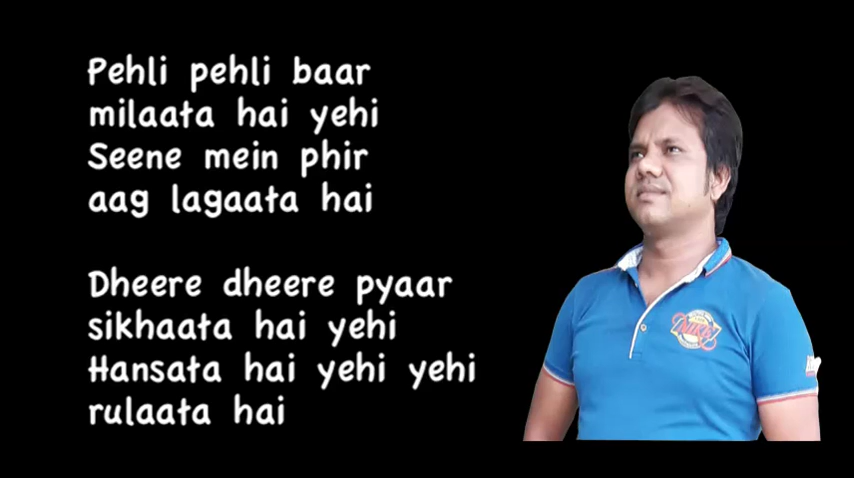 Pehli pehli baar
milaata hai yehi
Seene mein phir
aag lagaata hai
Dheere dheere pyaar
sikhaata hai yehi
Hansata hai yehi yehi
rulaata hai